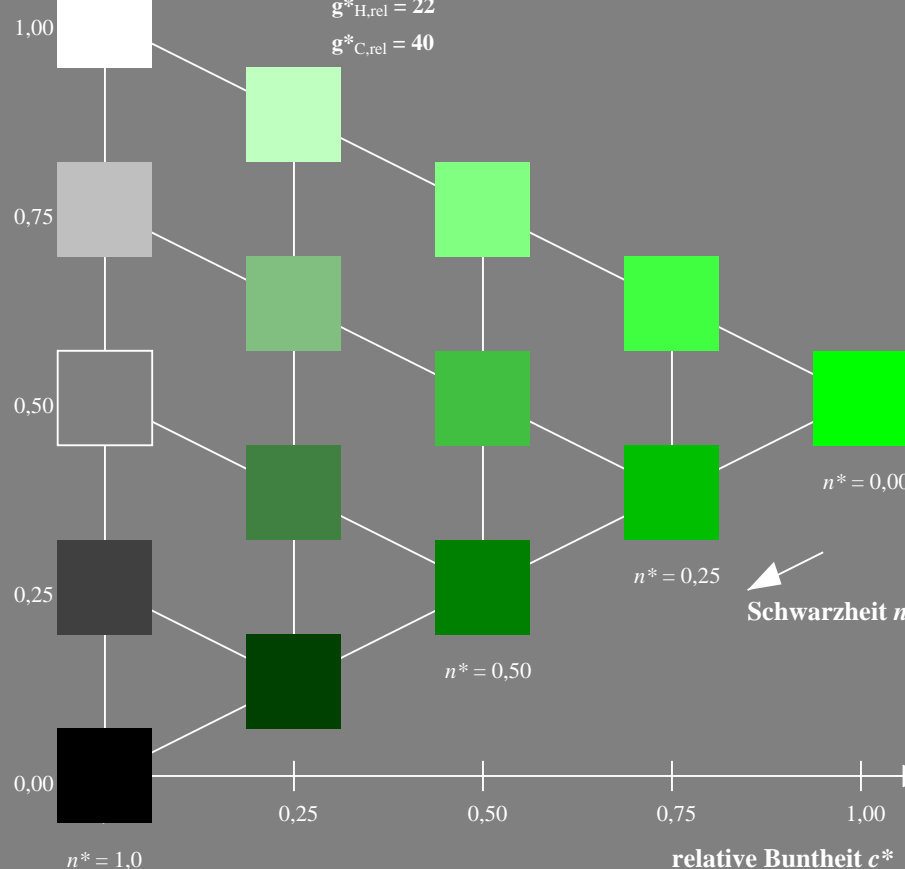 g*H,rel = 22
1,00
g*C,rel = 40
0,75
0,50
n* = 0,00
n* = 0,25
0,25
Schwarzheit n
n* = 0,50
0,00
0,25 0,50 0,75 1,00
n* = 1,0
relative Buntheit c*